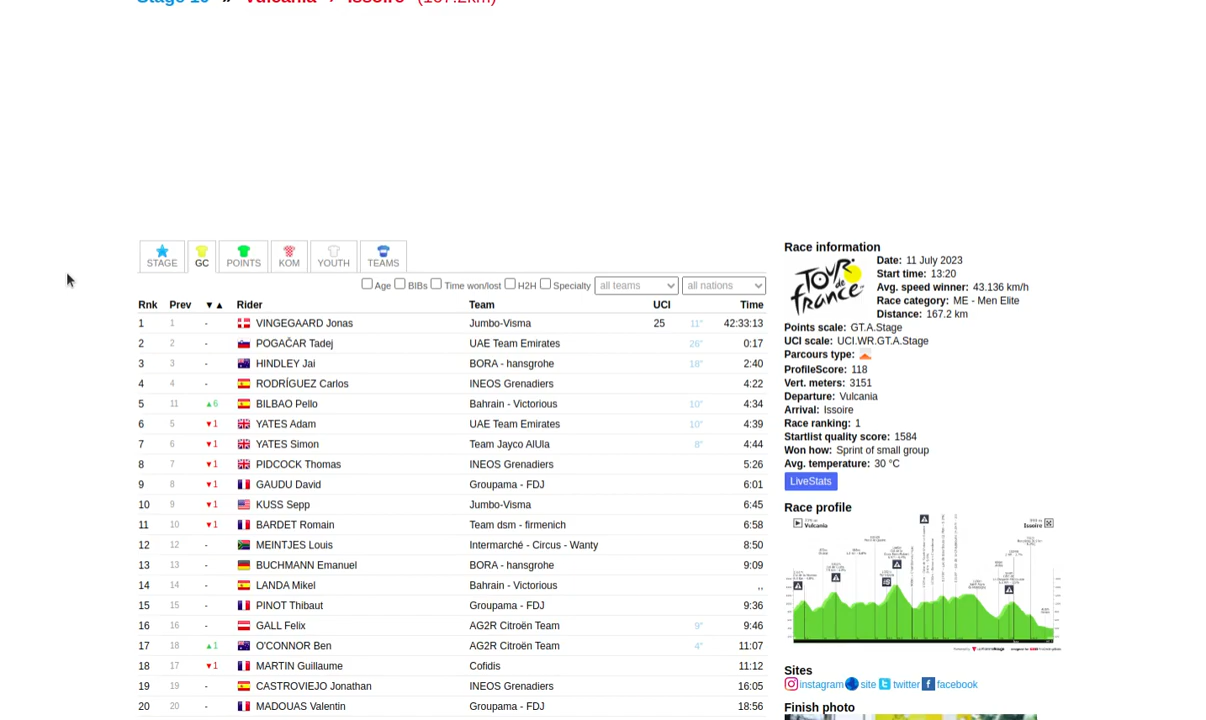 Stage 10 » Vulcania › Issoire (167.2km)
STAGE GC POINTS KOM YOUTH TEAMS
Age BIBs Time won/lost H2H Specialty all teams all nations
Rnk Prev ▼▲ Rider Team UCI Time
1 1 - VINGEGAARD Jonas Jumbo-Visma 25 11" 42:33:13
2 2 - POGAČAR Tadej UAE Team Emirates 26" 0:17
3 3 - HINDLEY Jai BORA - hansgrohe 18" 2:40
4 4 - RODRÍGUEZ Carlos INEOS Grenadiers 4:22
5 11 ▲6 BILBAO Pello Bahrain - Victorious 10" 4:34
6 5 ▼1 YATES Adam UAE Team Emirates 10" 4:39
7 6 ▼1 YATES Simon Team Jayco AlUla 8" 4:44
8 7 ▼1 PIDCOCK Thomas INEOS Grenadiers 5:26
9 8 ▼1 GAUDU David Groupama - FDJ 6:01
10 9 ▼1 KUSS Sepp Jumbo-Visma 6:45
11 10 ▼1 BARDET Romain Team dsm - firmenich 6:58
12 12 - MEINTJES Louis Intermarché - Circus - Wanty 8:50
13 13 - BUCHMANN Emanuel BORA - hansgrohe 9:09
14 14 - LANDA Mikel Bahrain - Victorious ,,
15 15 - PINOT Thibaut Groupama - FDJ 9:36
16 16 - GALL Felix AG2R Citroën Team 9" 9:46
17 18 ▲1 O'CONNOR Ben AG2R Citroën Team 4" 11:07
18 17 ▼1 MARTIN Guillaume Cofidis 11:12
19 19 - CASTROVIEJO Jonathan INEOS Grenadiers 16:05
20 20 - MADOUAS Valentin Groupama - FDJ 18:56
Race information
TOUR de france
Date: 11 July 2023
Start time: 13:20
Avg. speed winner: 43.136 km/h
Race category: ME - Men Elite
Distance: 167.2 km
Points scale: GT.A.Stage
UCI scale: UCI.WR.GT.A.Stage
Parcours type:
ProfileScore: 118
Vert. meters: 3151
Departure: Vulcania
Arrival: Issoire
Race ranking: 1
Startlist quality score: 1584
Won how: Sprint of small group
Avg. temperature: 30 °C
LiveStats
Race profile
Vulcania Issoire
Sites
instagram site twitter facebook
Finish photo